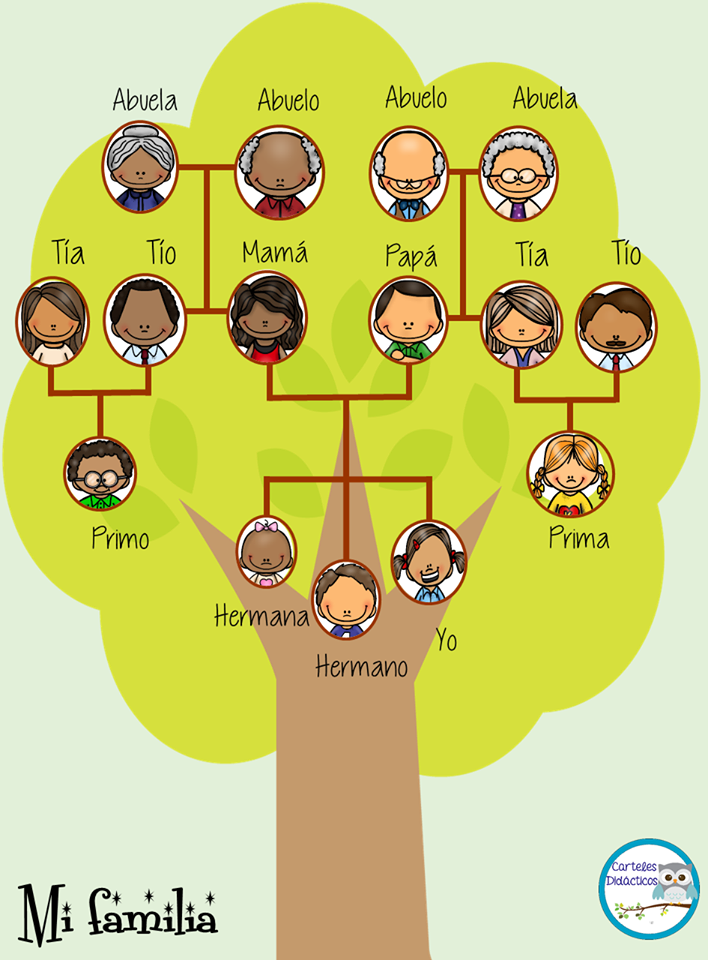 Abuela Abuelo Abuelo Abuela
Tía Tío Mamá Papá Tía Tío
Primo Prima
Hermana
Yo
Hermano
Carteles
Didácticos
Mi familia